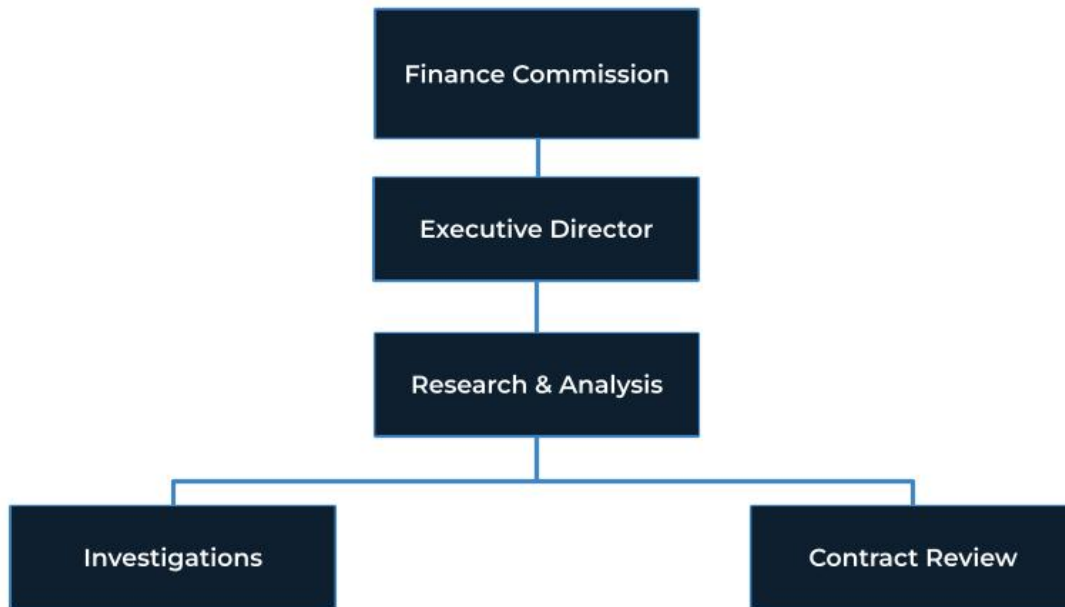 Finance Commission
Executive Director
Research & Analysis
Investigations
Contract Review